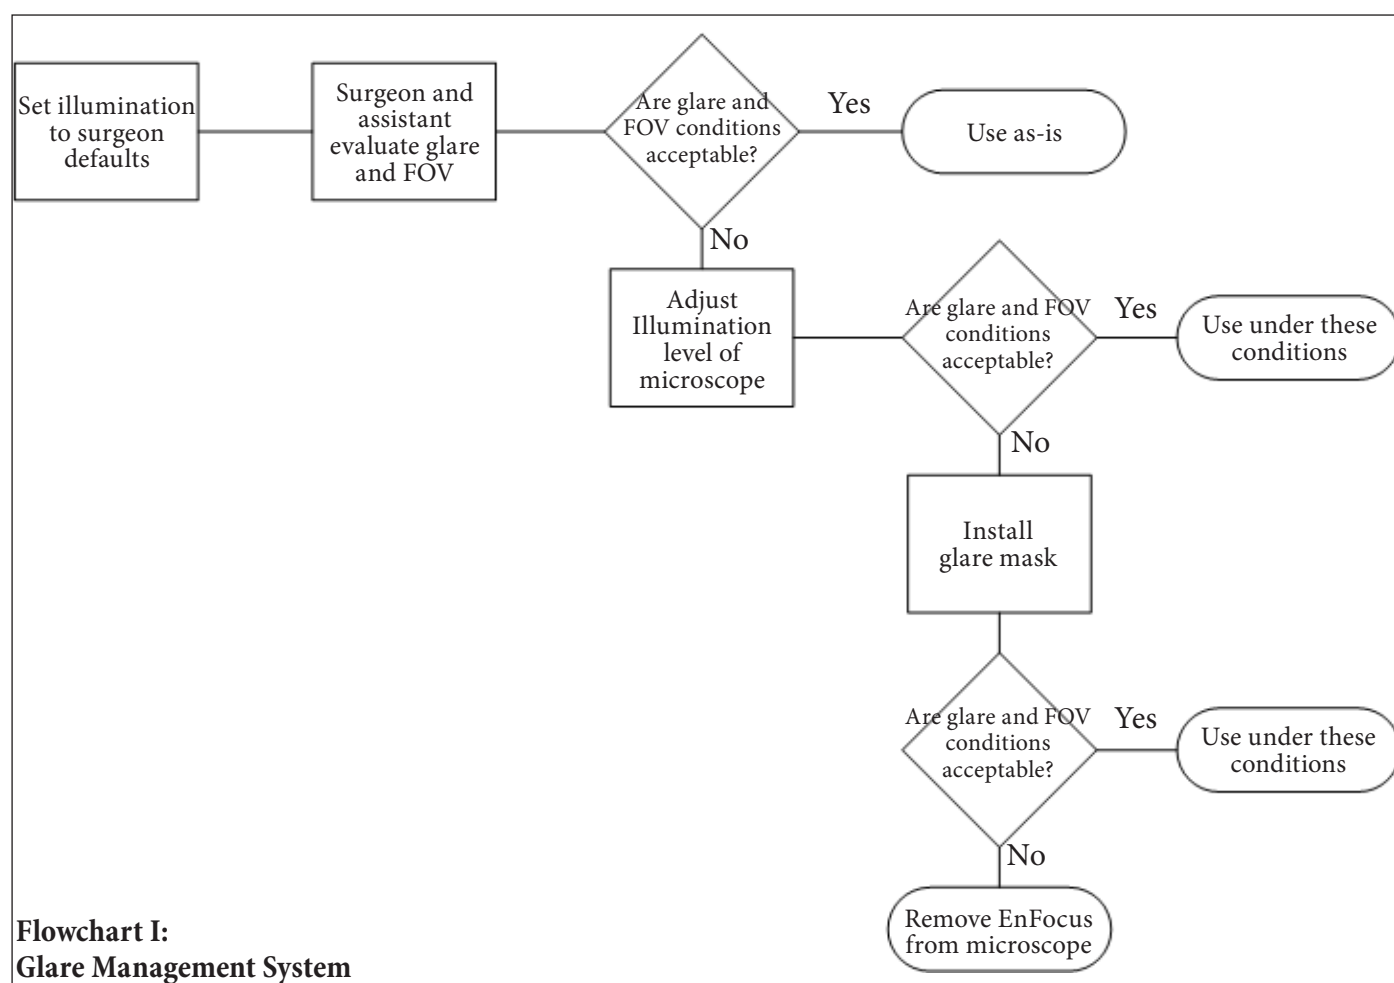 Set illumination
to surgeon
defaults
Surgeon and
assistant
evaluate glare
and FOV
Are glare and
FOV conditions
acceptable?
Yes
Use as-is
No
Adjust
Illumination
level of
microscope
Are glare and FOV
conditions
acceptable?
Yes
Use under these
conditions
No
Install
glare mask
Are glare and FOV
conditions
acceptable?
Yes
Use under these
conditions
No
Remove EnFocus
from microscope
Flowchart I:
Glare Management System